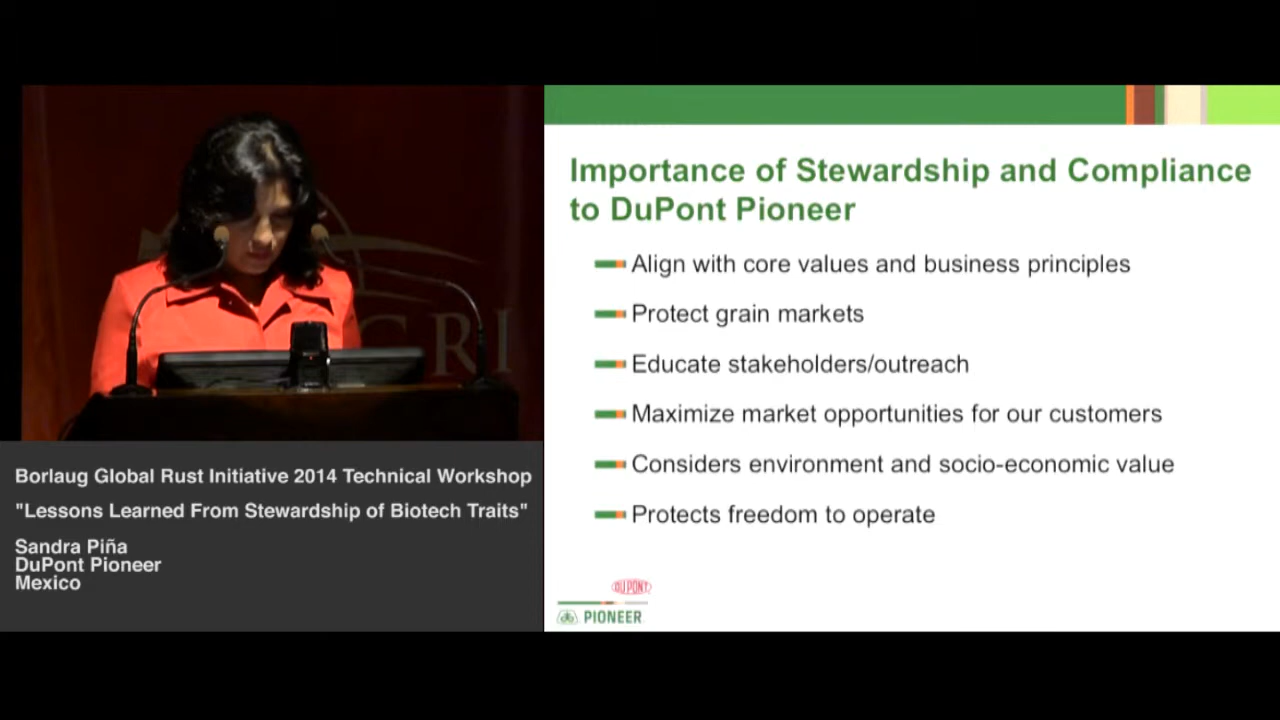 GRI
Borlaug Global Rust Initiative 2014 Technical Workshop
"Lessons Learned From Stewardship of Biotech Traits"
Sandra Piña
DuPont Pioneer
Mexico
Importance of Stewardship and Compliance
to DuPont Pioneer
Align with core values and business principles
Protect grain markets
Educate stakeholders/outreach
Maximize market opportunities for our customers
Considers environment and socio-economic value
Protects freedom to operate
DUPONT
PIONEER